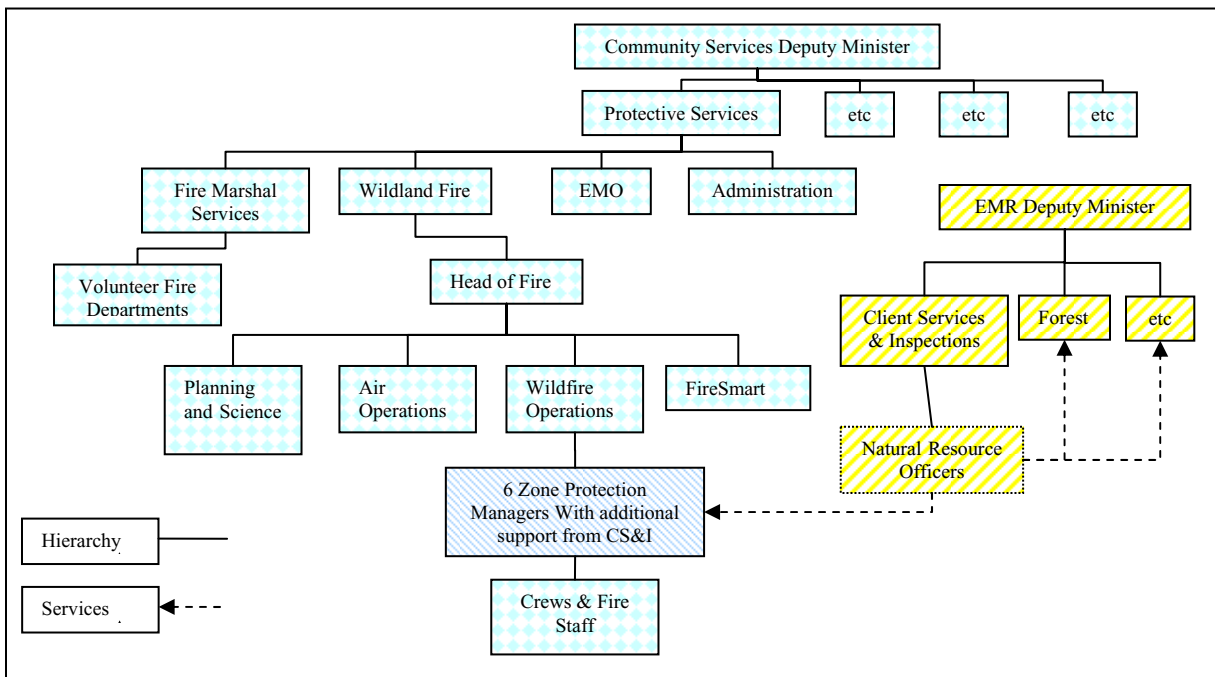 Community Services Deputy Minister
Protective Services
etc
etc
etc
Fire Marshal
Services
Wildland Fire
EMO
Administration
EMR Deputy Minister
Volunteer Fire
Departments
Head of Fire
Client Services
& Inspections
Forest
etc
Planning
and Science
Air
Operations
Wildfire
Operations
FireSmart
Natural Resource
Officers
6 Zone Protection
Managers With additional
support from CS&I
Hierarchy
Services
Crews & Fire
Staff